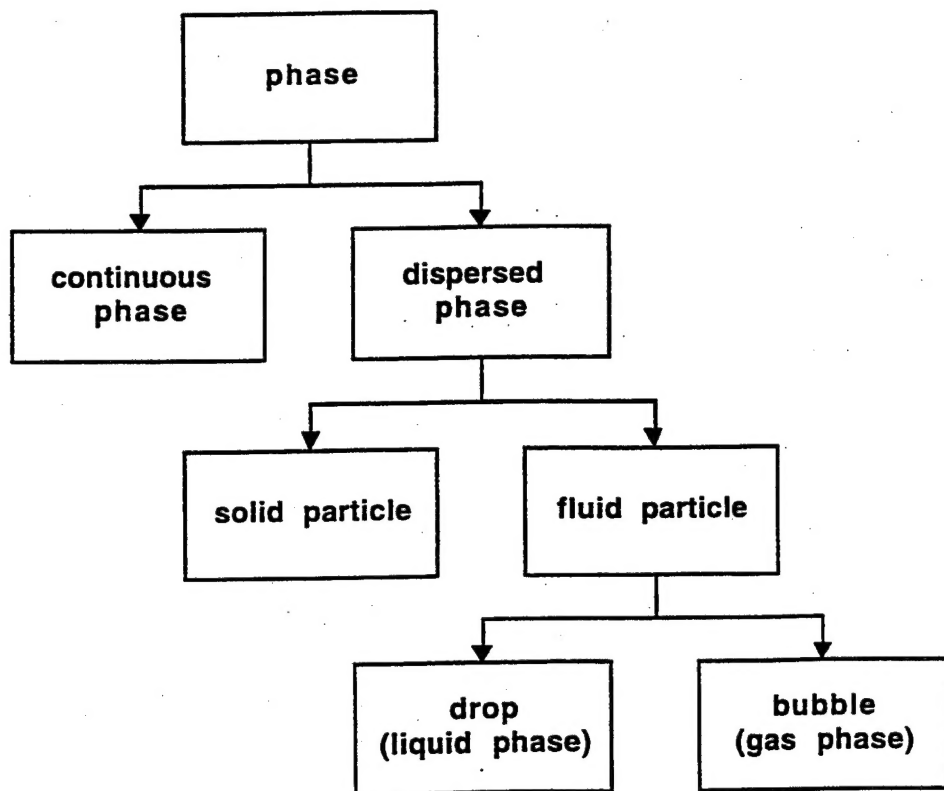 phase
continuous
phase
dispersed
phase
solid particle
fluid particle
drop
(liquid phase)
bubble
(gas phase)